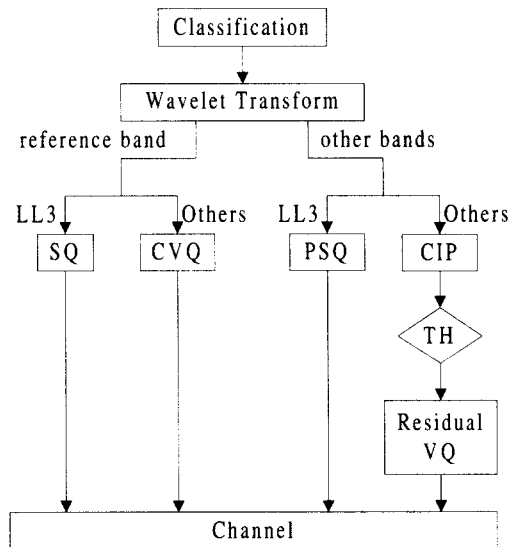 Classification
Wavelet Transform
reference band
other bands
LL3
Others
LL3
Others
SQ
CVQ
PSQ
CIP
TH
Residual
VQ
Channel